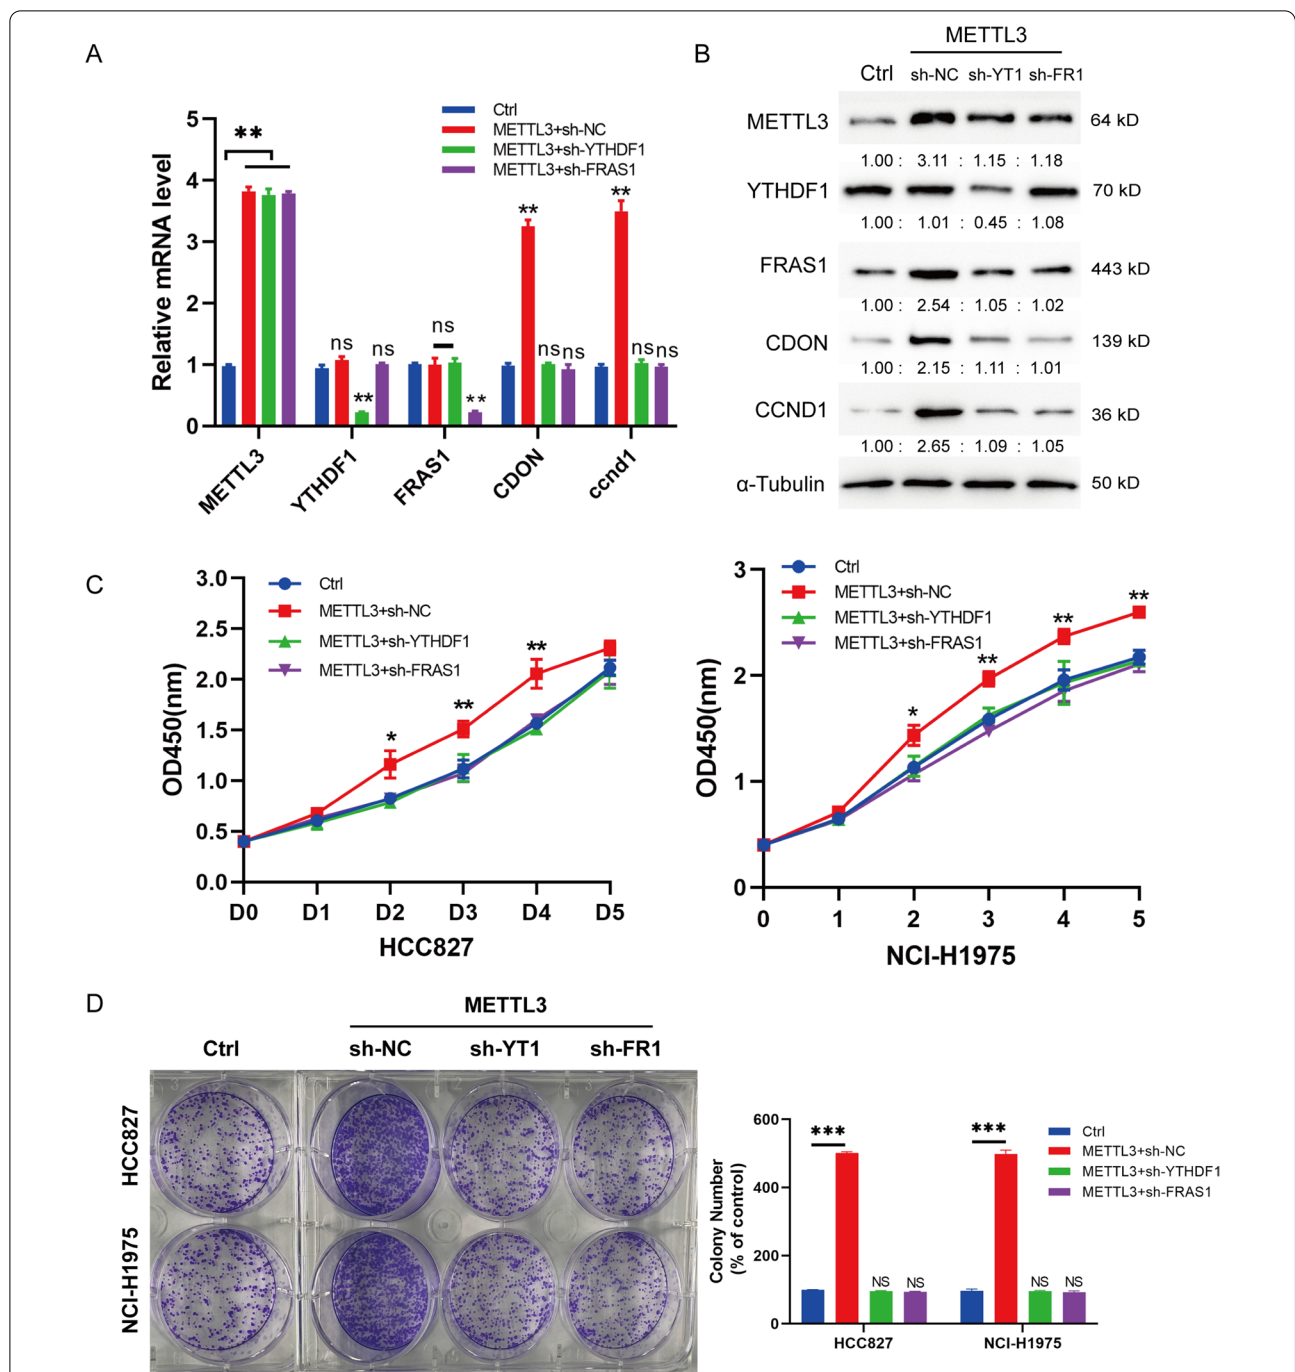 A
Ctrl
METTL3+sh-NC
METTL3+sh-YTHDF1
METTL3+sh-FRAS1
Relative mRNA level
5
4
3
2
1
0
**
ns
**
ns
ns
**
**
ns
ns
**
ns
ns
METTL3
YTHDF1
FRAS1
CDON
ccnd1
B
METTL3
Ctrl sh-NC sh-YT1 sh-FR1
METTL3 64 kD
1.00 : 3.11 : 1.15 : 1.18
YTHDF1 70 kD
1.00 : 1.01 : 0.45 : 1.08
FRAS1 443 kD
1.00 : 2.54 : 1.05 : 1.02
CDON 139 kD
1.00 : 2.15 : 1.11 : 1.01
CCND1 36 kD
1.00 : 2.65 : 1.09 : 1.05
α-Tubulin 50 kD
C
Ctrl
METTL3+sh-NC
METTL3+sh-YTHDF1
METTL3+sh-FRAS1
OD450(nm)
3.0
2.5
2.0
1.5
1.0
0.5
0.0
*
**
**
D0 D1 D2 D3 D4 D5
HCC827
Ctrl
METTL3+sh-NC
METTL3+sh-YTHDF1
METTL3+sh-FRAS1
OD450(nm)
3
2
1
0
*
**
**
**
0 1 2 3 4 5
NCI-H1975
D
METTL3
Ctrl sh-NC sh-YT1 sh-FR1
HCC827
NCI-H1975
Colony Number
(% of control)
600
400
200
0
*** ***
NS NS NS NS
HCC827 NCI-H1975
Ctrl
METTL3+sh-NC
METTL3+sh-YTHDF1
METTL3+sh-FRAS1